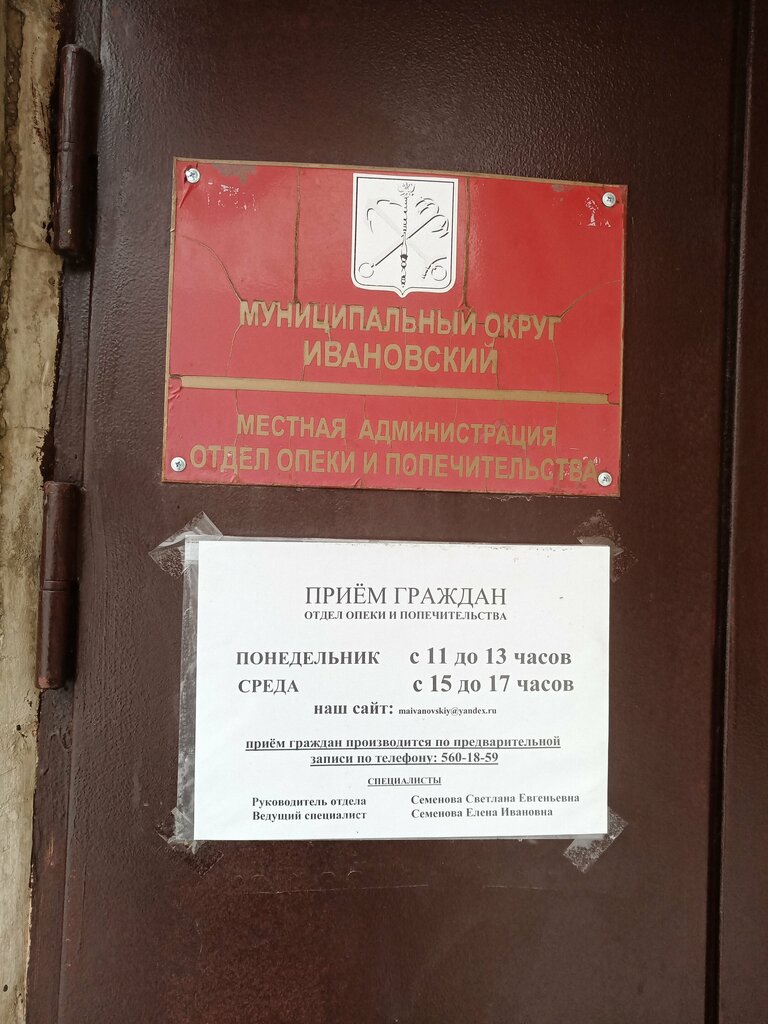 МУНИЦИПАЛЬНЫЙ ОКРУГ
ИВАНОВСКИЙ
МЕСТНАЯ АДМИНИСТРАЦИЯ
ОТДЕЛ ОПЕКИ И ПОПЕЧИТЕЛЬСТВА
ПРИЁМ ГРАЖДАН
ОТДЕЛ ОПЕКИ И ПОПЕЧИТЕЛЬСТВА
ПОНЕДЕЛЬНИК с 11 до 13 часов
СРЕДА с 15 до 17 часов
наш сайт: maivanovskiy@yandex.ru
приём граждан производится по предварительной
записи по телефону: 560-18-59
СПЕЦИАЛИСТЫ
Руководитель отдела Семенова Светлана Евгеньевна
Ведущий специалист Семенова Елена Ивановна